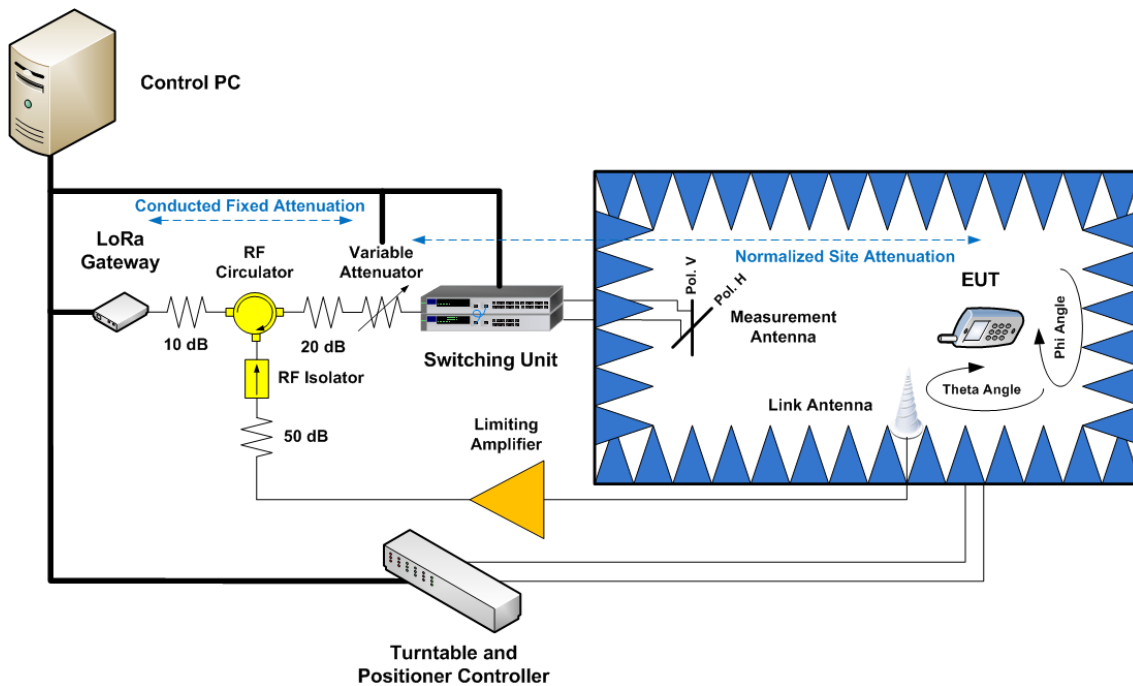 Control PC
Conducted Fixed Attenuation
LoRa
Gateway
RF
Circulator
Variable
Attenuator
Normalized Site Attenuation
Pol. V
Pol. H
EUT
Measurement
Antenna
Phi Angle
10 dB
20 dB
Switching Unit
RF Isolator
Theta Angle
Link Antenna
50 dB
Limiting
Amplifier
Turntable and
Positioner Controller